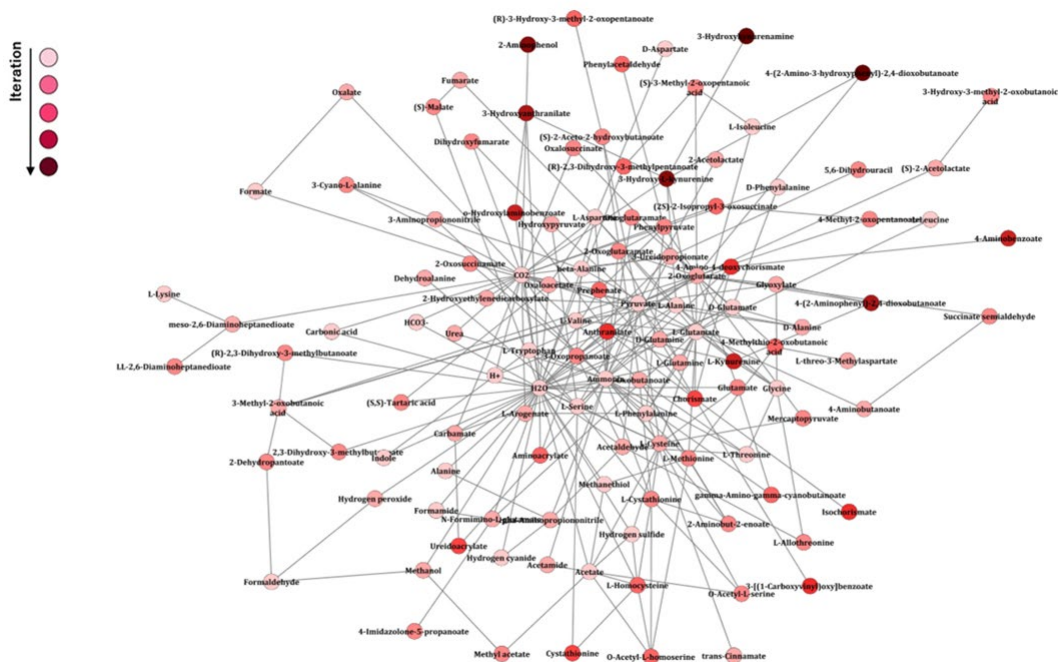 Iteration
(R)-3-Hydroxy-3-methyl-2-oxopentanoate
2-Aminophenol
3-Hydroxykynurenamine
D-Aspartate
Phenylacetaldehyde
4-(2-Amino-3-hydroxyphenyl)-2,4-dioxobutanoate
Fumarate
(S)-3-Methyl-2-oxopentanoic
acid
Oxalate
3-Hydroxy-3-methyl-2-oxobutanoic
acid
(S)-Malate
3-Hydroxyanthranilate
L-Isoleucine
Dihydroxyfumarate
(S)-2-Aceto-2-hydroxybutanoate
Oxalosuccinate
2-Acetolactate
(R)-2,3-Dihydroxy-3-methylpentanoate
5,6-Dihydrouracil
(S)-2-Acetolactate
3-Hydroxy-L-kynurenine
3-Cyano-L-alanine
D-Phenylalanine
Formate
(2S)-2-Isopropyl-3-oxosuccinate
o-Hydroxylaminobenzoate
3-Aminopropiononitrile
Hydroxypyruvate
L-Asparagine
Phenylpyruvate
4-Methyl-2-oxopentanoate
L-Leucine
4-Aminobenzoate
2-Oxoglutaramate
3-Ureidopropionate
2-Oxosuccinamate
beta-Alanine
4-Amino-4-deoxychorismate
2-Oxoglutarate
CO2
Dehydroalanine
Oxaloacetate
Glyoxylate
Prephenate
L-Lysine
2-Hydroxyethylenedicarboxylate
Pyruvate
L-Alanine
D-Glutamate
4-(2-Aminophenyl)-2,4-dioxobutanoate
Succinate semialdehyde
meso-2,6-Diaminoheptanedioate
Carbonic acid
HCO3-
Urea
L-Valine
Anthranilate
L-Glutamate
D-Alanine
D-Glutamine
4-Methylthio-2-oxobutanoic
acid
(R)-2,3-Dihydroxy-3-methylbutanoate
L-Tryptophan
3-Oxopropanoate
L-Glutamine
L-Kynurenine
L-threo-3-Methylaspartate
LL-2,6-Diaminoheptanedioate
H+
Ammonia
Oxobutanoate
H2O
Glutamate
Glycine
3-Methyl-2-oxobutanoic
acid
(S,S)-Tartaric acid
L-Serine
Chorismate
4-Aminobutanoate
L-Arogenate
L-Phenylalanine
Mercaptopyruvate
Carbamate
Acetaldehyde
L-Cysteine
2,3-Dihydroxy-3-methylbutanoate
Indole
Aminoacrylate
L-Methionine
L-Threonine
2-Dehydropantoate
Alanine
Methanethiol
Hydrogen peroxide
L-Cystathionine
gamma-Amino-gamma-cyanobutanoate
Formamide
Isochorismate
2-Aminobut-2-enoate
Hydrogen sulfide
Ureidoacrylate
Hydrogen cyanide
L-Allothreonine
Methanol
Acetamide
Acetate
Formaldehyde
L-Homocysteine
3-[(1-Carboxyvinyl)oxy]benzoate
O-Acetyl-L-serine
4-Imidazolone-5-propanoate
Methyl acetate
Cystathionine
O-Acetyl-L-homoserine
trans-Cinnamate